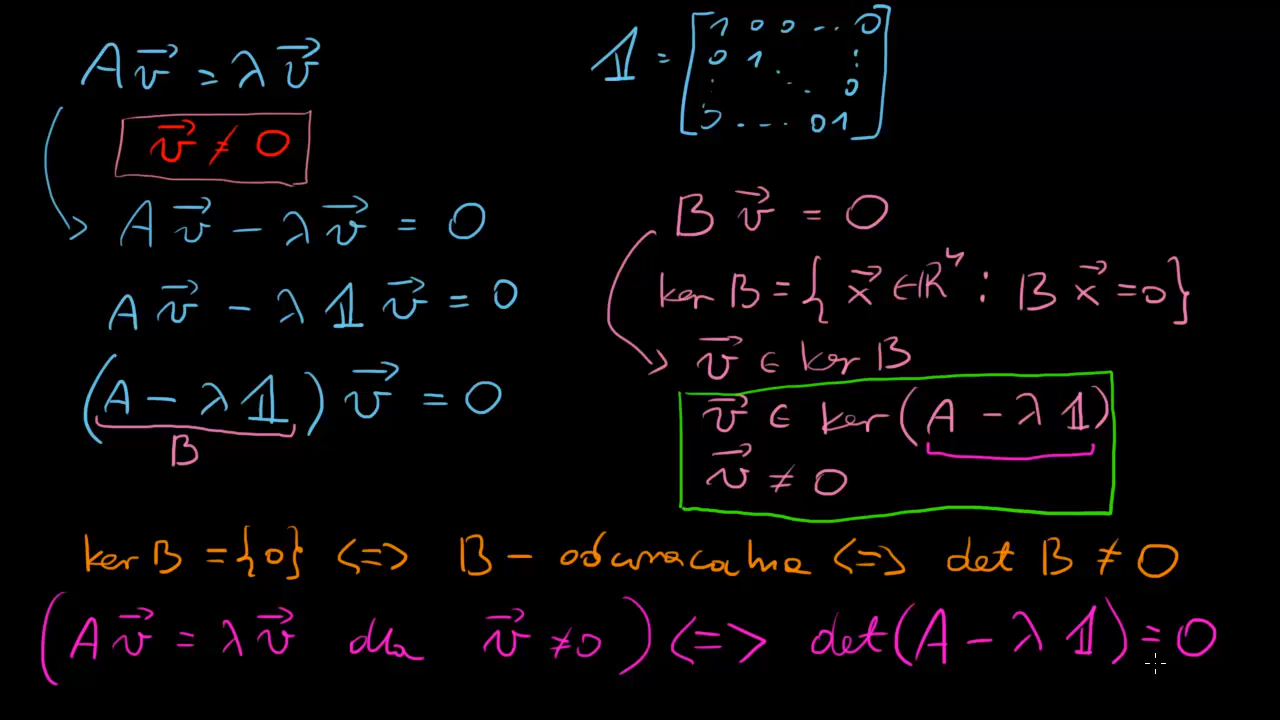 A v⃗ = λ v⃗
v⃗ ≠ 0
A v⃗ − λ v⃗ = 0
A v⃗ − λ 𝟙 v⃗ = 0
(A − λ 𝟙) v⃗ = 0
B
𝟙 = [1 0 0 ... 0
0 1 ⋱ ⋮
⋮ ⋱ 0
0 ... 0 1]
B v⃗ = 0
ker B = { x⃗ ∈ ℝⁿ : B x⃗ = 0}
v⃗ ∈ ker B
v⃗ ∈ ker (A − λ 𝟙)
v⃗ ≠ 0
ker B = {0} <=> B − odwracalna <=> det B ≠ 0
(A v⃗ = λ v⃗ dla v⃗ ≠ 0) <=> det(A − λ 𝟙) = 0